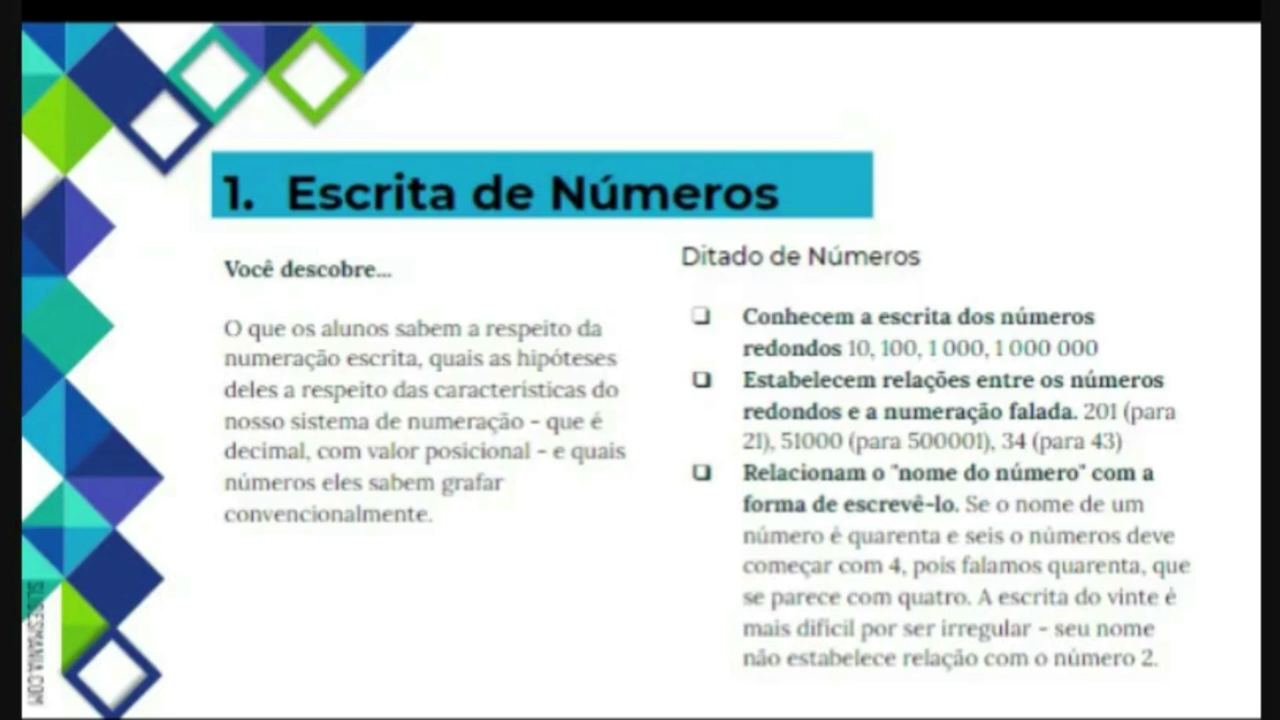 1. Escrita de Números
Você descobre...
O que os alunos sabem a respeito da
numeração escrita, quais as hipóteses
deles a respeito das características do
nosso sistema de numeração - que é
decimal, com valor posicional - e quais
números eles sabem grafar
convencionalmente.
Ditado de Números
❏ Conhecem a escrita dos números
redondos 10, 100, 1 000, 1 000 000
❏ Estabelecem relações entre os números
redondos e a numeração falada. 201 (para
21), 51000 (para 500001), 34 (para 43)
❏ Relacionam o "nome do número" com a
forma de escrevê-lo. Se o nome de um
número é quarenta e seis o números deve
começar com 4, pois falamos quarenta, que
se parece com quatro. A escrita do vinte é
mais difícil por ser irregular - seu nome
não estabelece relação com o número 2.
SLIDESMANIA.COM